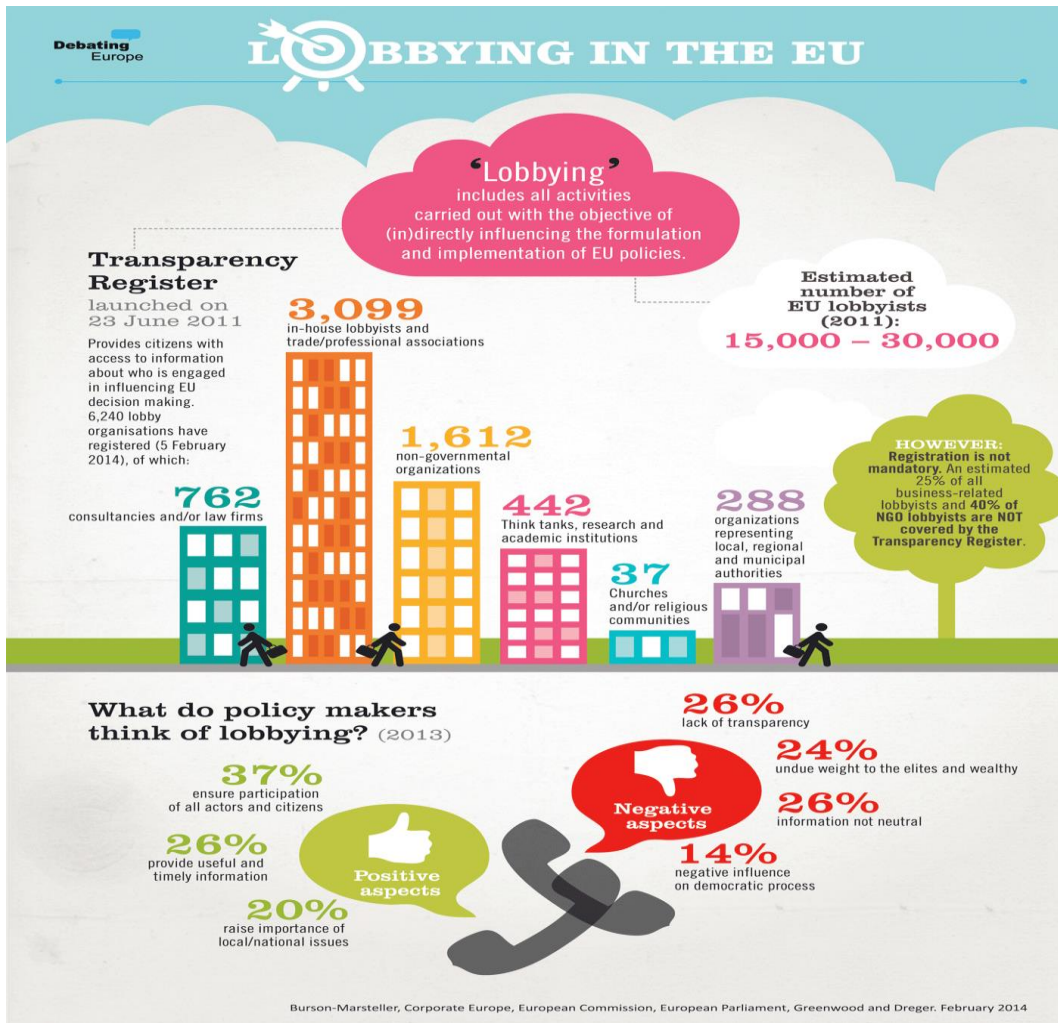 Debating
Europe
LOBBYING IN THE EU
‘Lobbying’
includes all activities
carried out with the objective of
(in)directly influencing the formulation
and implementation of EU policies.
Transparency
Register
launched on
23 June 2011
Provides citizens with
access to information
about who is engaged
in influencing EU
decision making.
6,240 lobby
organisations have
registered (5 February
2014), of which:
762
consultancies and/or law firms
3,099
in-house lobbyists and
trade/professional associations
1,612
non-governmental
organizations
442
Think tanks, research and
academic institutions
37
Churches
and/or religious
communities
288
organizations
representing
local, regional
and municipal
authorities
Estimated
number of
EU lobbyists
(2011):
15,000 – 30,000
HOWEVER:
Registration is not
mandatory. An estimated
25% of all
business-related
lobbyists and 40% of
NGO lobbyists are NOT
covered by the
Transparency Register.
What do policy makers
think of lobbying? (2013)
37%
ensure participation
of all actors and citizens
26%
provide useful and
timely information
20%
raise importance of
local/national issues
Positive
aspects
Negative
aspects
26%
lack of transparency
24%
undue weight to the elites and wealthy
26%
information not neutral
14%
negative influence
on democratic process
Burson-Marsteller, Corporate Europe, European Commission, European Parliament, Greenwood and Dreger. February 2014